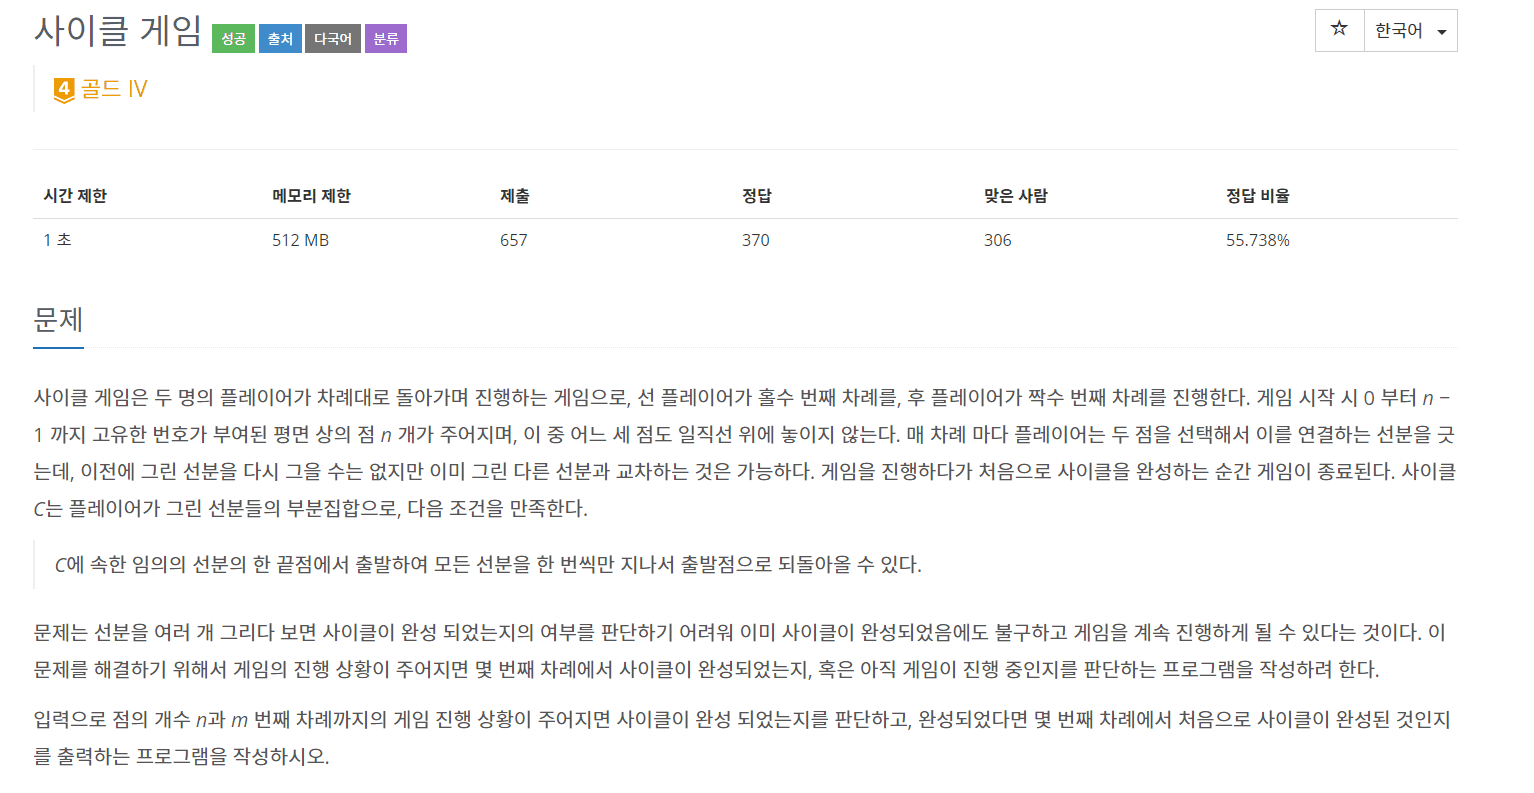 사이클 게임 성공 출처 다국어 분류
☆ 한국어
4 골드 IV
시간 제한 메모리 제한 제출 정답 맞은 사람 정답 비율
1 초 512 MB 657 370 306 55.738%
문제
사이클 게임은 두 명의 플레이어가 차례대로 돌아가며 진행하는 게임으로, 선 플레이어가 홀수 번째 차례를, 후 플레이어가 짝수 번째 차례를 진행한다. 게임 시작 시 0 부터 n −
1 까지 고유한 번호가 부여된 평면 상의 점 n 개가 주어지며, 이 중 어느 세 점도 일직선 위에 놓이지 않는다. 매 차례 마다 플레이어는 두 점을 선택해서 이를 연결하는 선분을 긋
는데, 이전에 그린 선분을 다시 그을 수는 없지만 이미 그린 다른 선분과 교차하는 것은 가능하다. 게임을 진행하다가 처음으로 사이클을 완성하는 순간 게임이 종료된다. 사이클
C는 플레이어가 그린 선분들의 부분집합으로, 다음 조건을 만족한다.
C에 속한 임의의 선분의 한 끝점에서 출발하여 모든 선분을 한 번씩만 지나서 출발점으로 되돌아올 수 있다.
문제는 선분을 여러 개 그리다 보면 사이클이 완성 되었는지의 여부를 판단하기 어려워 이미 사이클이 완성되었음에도 불구하고 게임을 계속 진행하게 될 수 있다는 것이다. 이
문제를 해결하기 위해서 게임의 진행 상황이 주어지면 몇 번째 차례에서 사이클이 완성되었는지, 혹은 아직 게임이 진행 중인지를 판단하는 프로그램을 작성하려 한다.
입력으로 점의 개수 n과 m 번째 차례까지의 게임 진행 상황이 주어지면 사이클이 완성 되었는지를 판단하고, 완성되었다면 몇 번째 차례에서 처음으로 사이클이 완성된 것인지
를 출력하는 프로그램을 작성하시오.